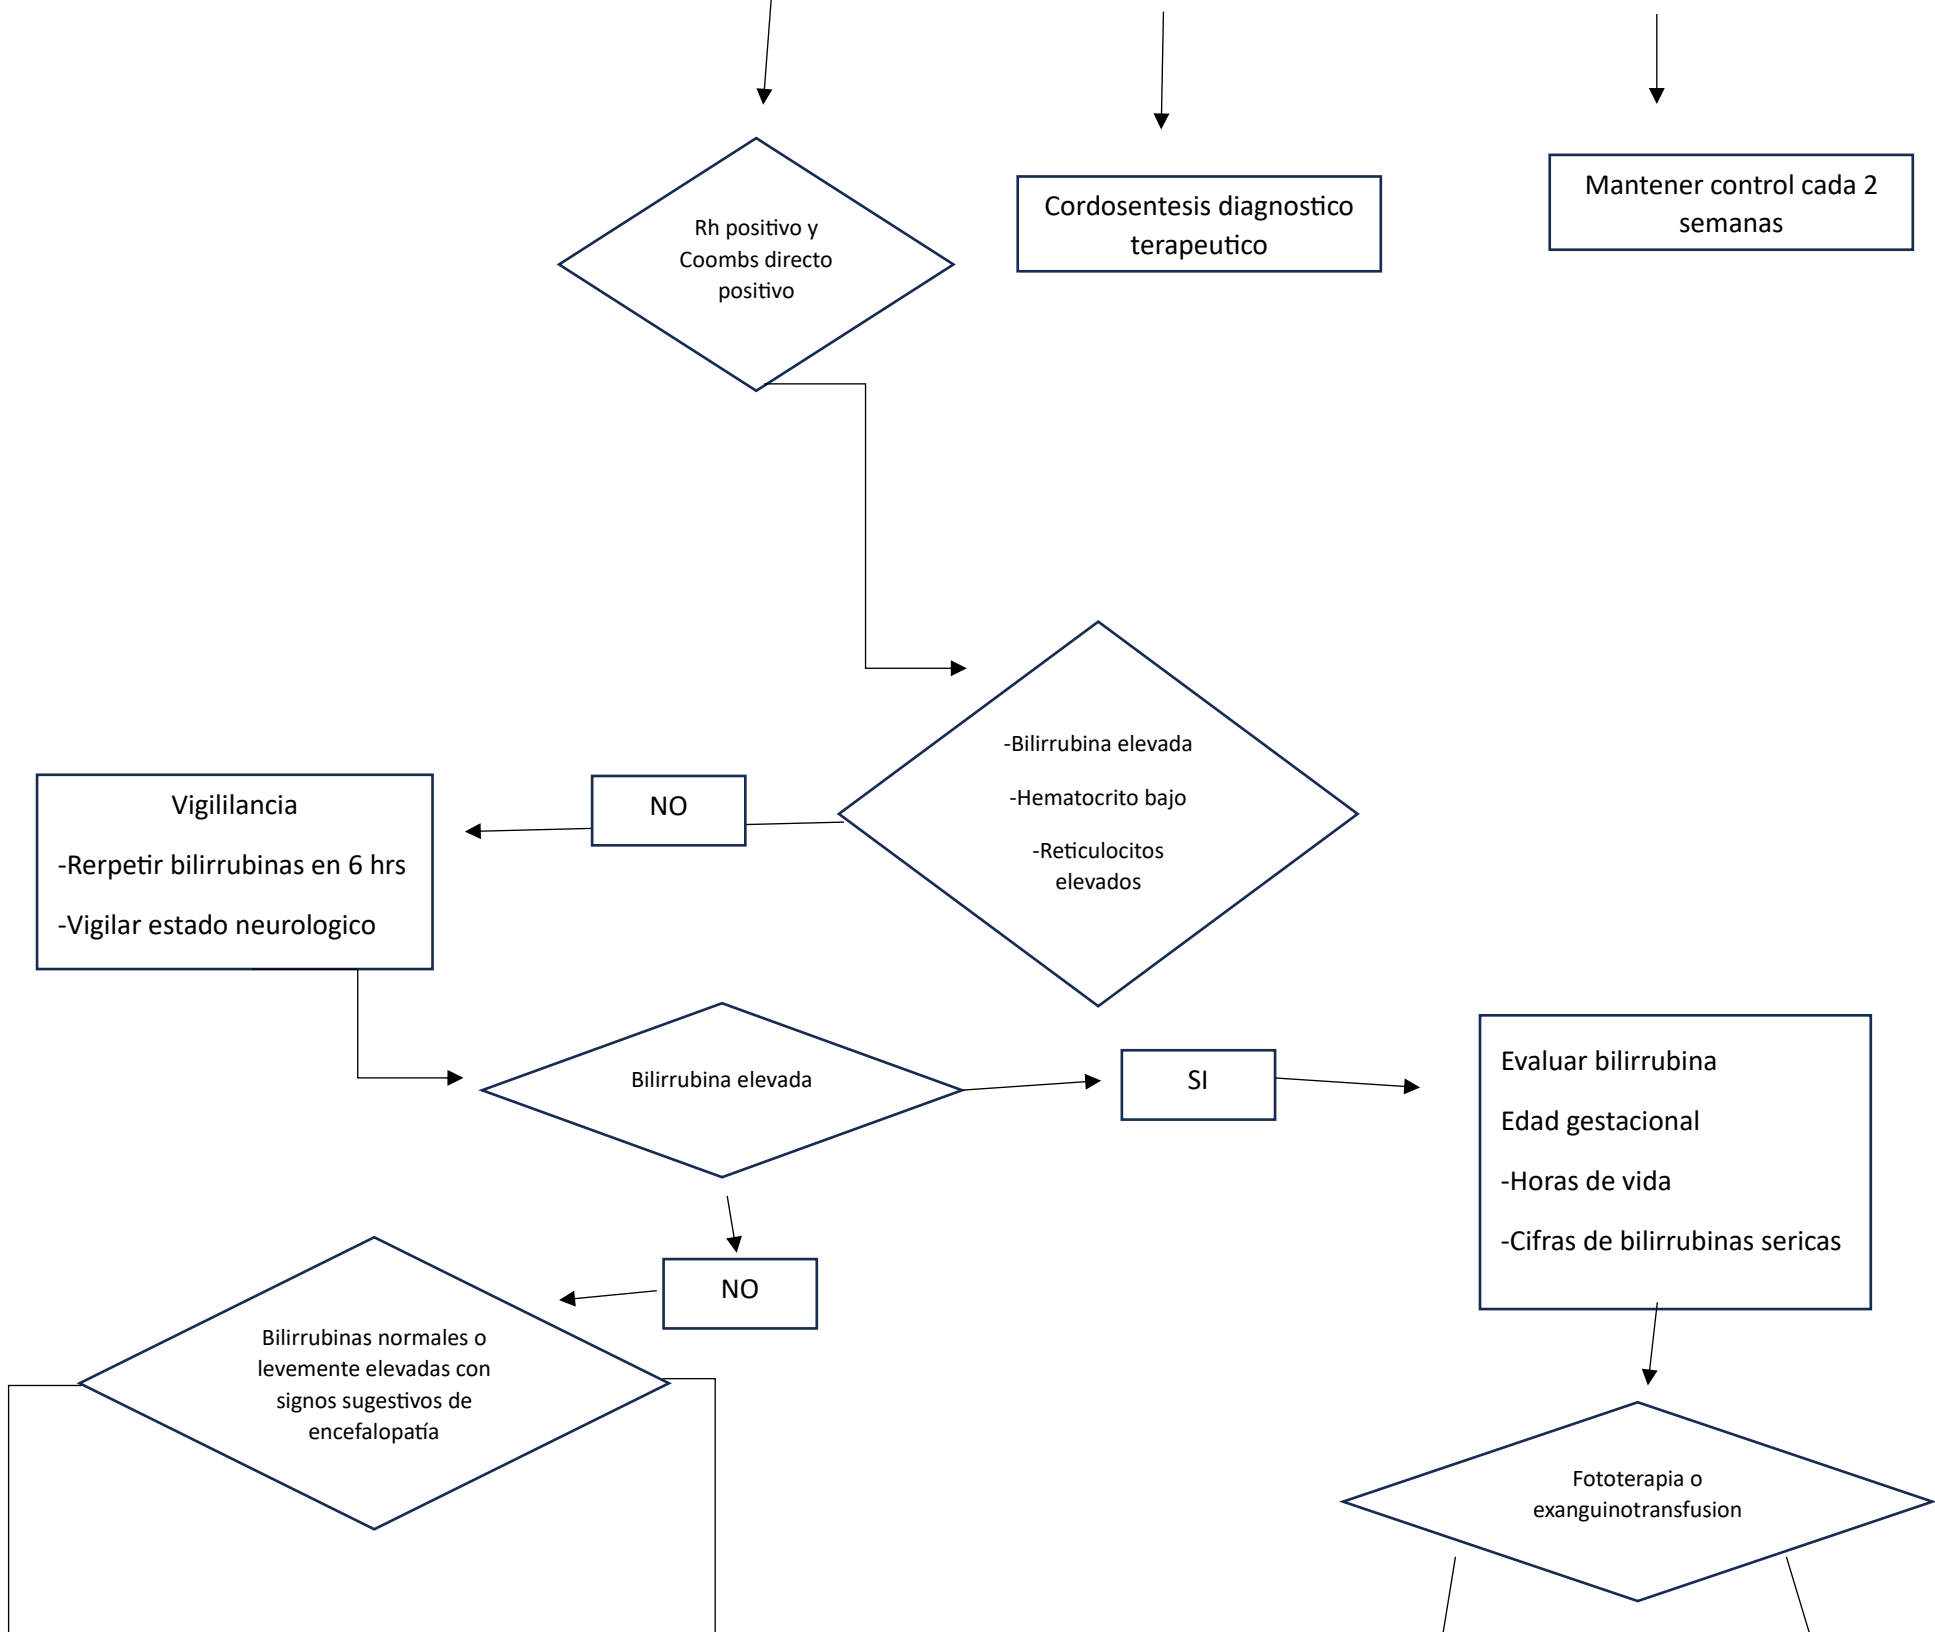 Rh positivo y
Coombs directo
positivo
Cordosentesis diagnostico
terapeutico
Mantener control cada 2
semanas
-Bilirrubina elevada
-Hematocrito bajo
-Reticulocitos
elevados
NO
Vigililancia
-Rerpetir bilirrubinas en 6 hrs
-Vigilar estado neurologico
Bilirrubina elevada
SI
Evaluar bilirrubina
Edad gestacional
-Horas de vida
-Cifras de bilirrubinas sericas
NO
Bilirrubinas normales o
levemente elevadas con
signos sugestivos de
encefalopatía
Fototerapia o
exanguinotransfusion